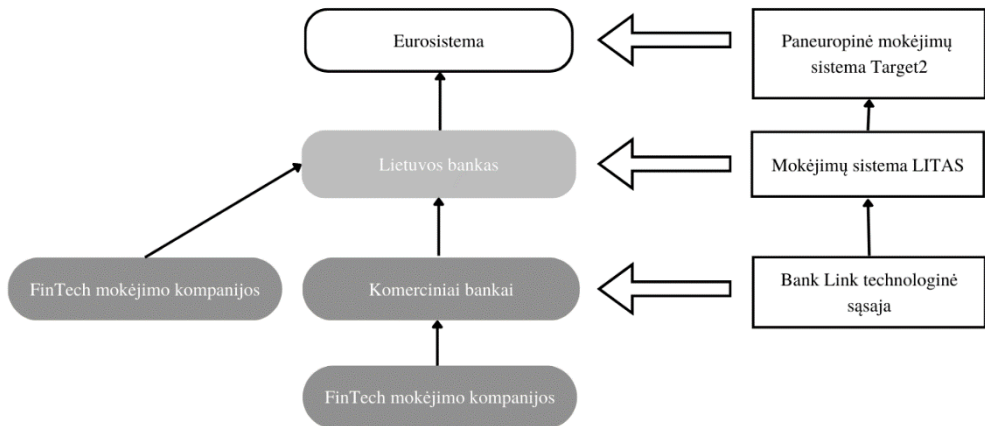 Eurosistema
Paneuropinė mokėjimų
sistema Target2
Lietuvos bankas
Mokėjimų sistema LITAS
FinTech mokėjimo kompanijos
Komerciniai bankai
Bank Link technologinė
sąsaja
FinTech mokėjimo kompanijos